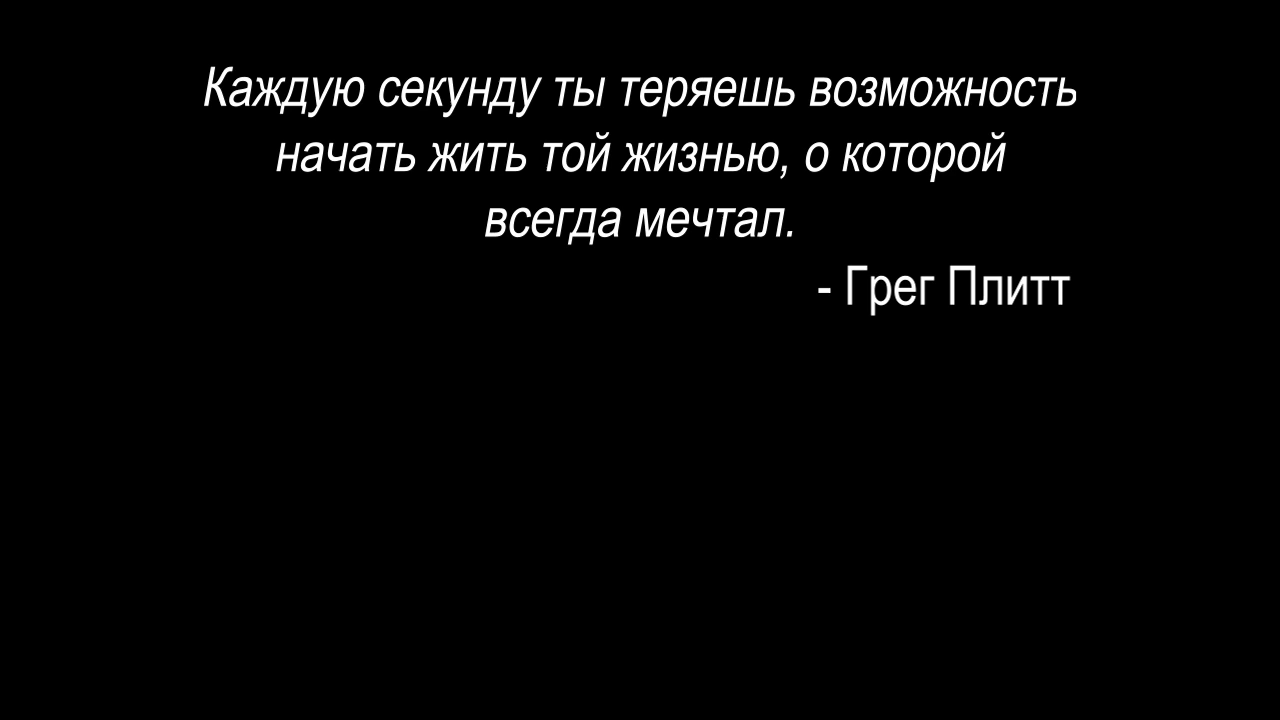 Каждую секунду ты теряешь возможность
начать жить той жизнью, о которой
всегда мечтал.
- Грег Плитт